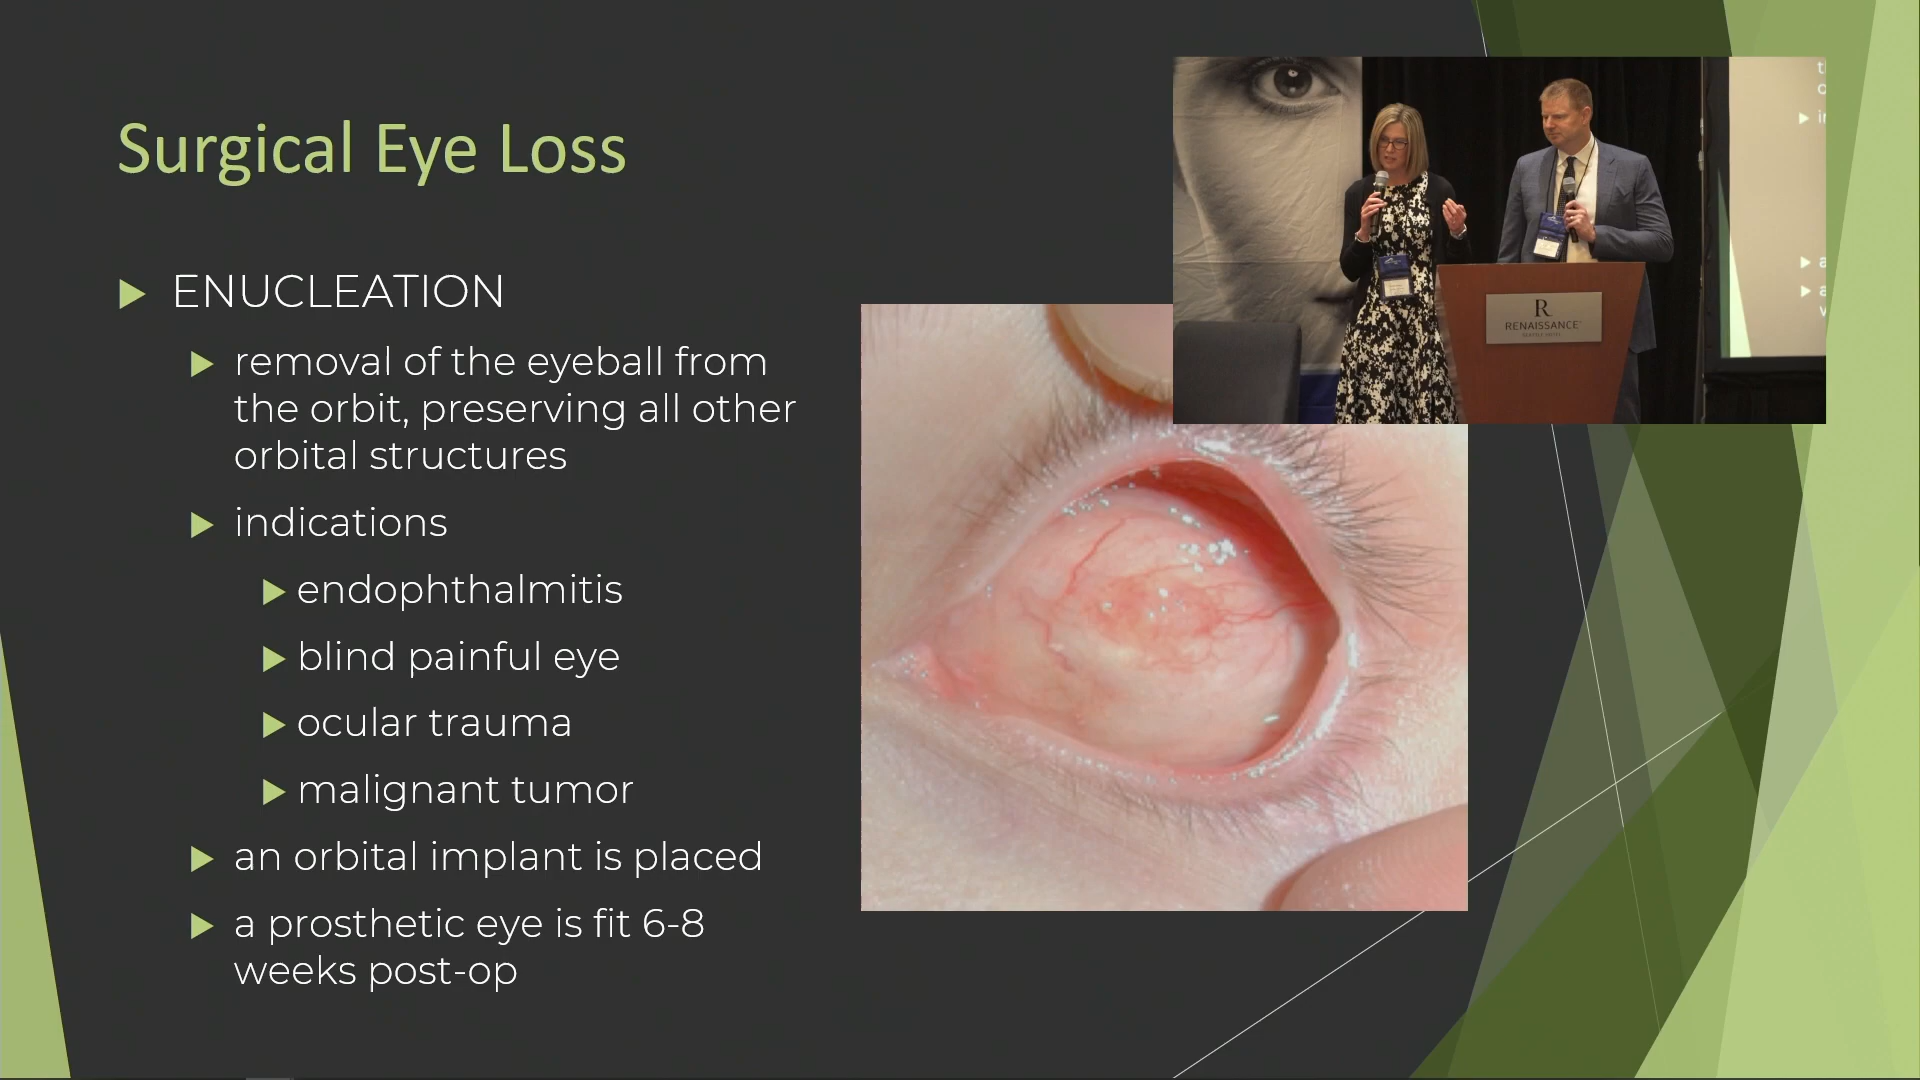 Surgical Eye Loss
ENUCLEATION
removal of the eyeball from
the orbit, preserving all other
orbital structures
indications
endophthalmitis
blind painful eye
ocular trauma
malignant tumor
an orbital implant is placed
a prosthetic eye is fit 6-8
weeks post-op
R
RENAISSANCE